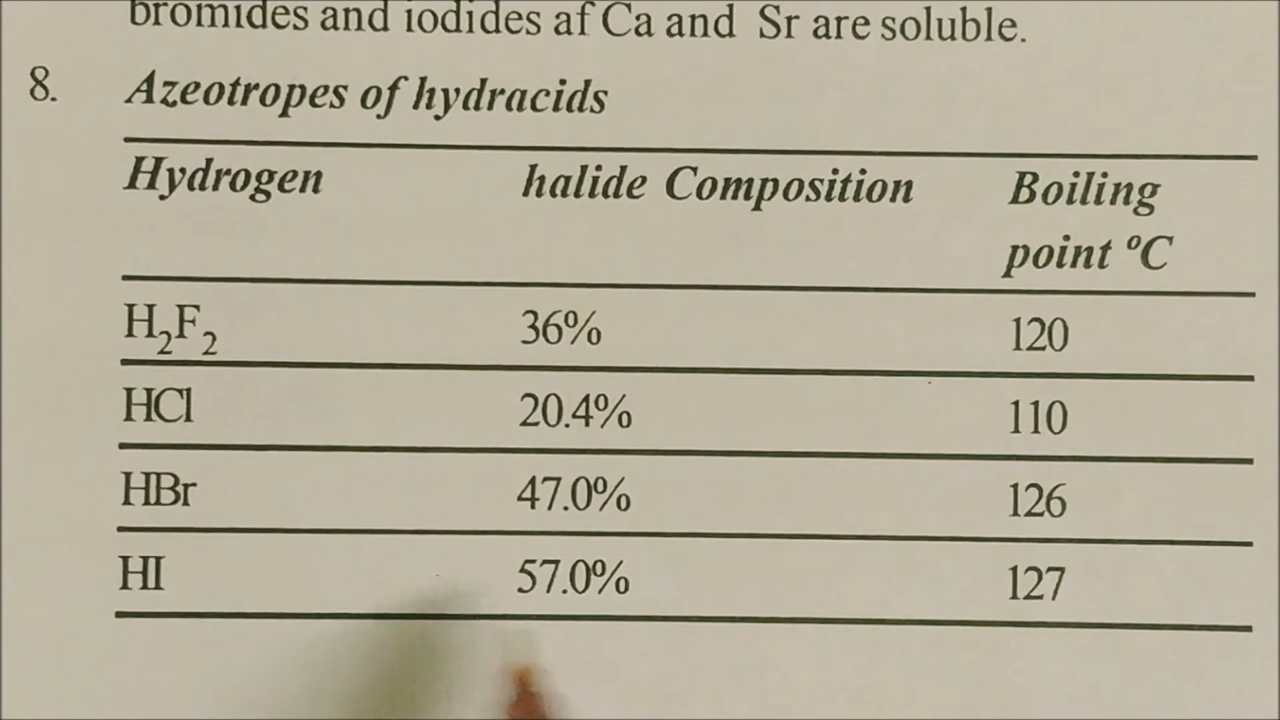 bromides and iodides af Ca and Sr are soluble.
8. Azeotropes of hydracids
Hydrogen halide Composition Boiling
point ºC
H₂F₂ 36% 120
HCl 20.4% 110
HBr 47.0% 126
HI 57.0% 127